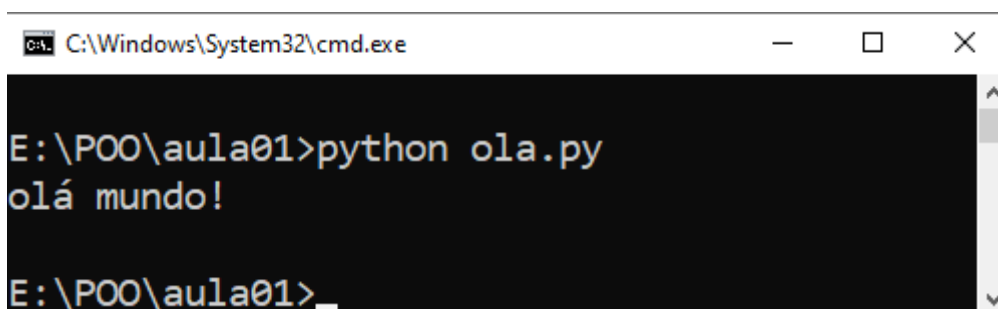 C:\Windows\System32\cmd.exe
E:\POO\aula01>python ola.py
olá mundo!
E:\POO\aula01>_